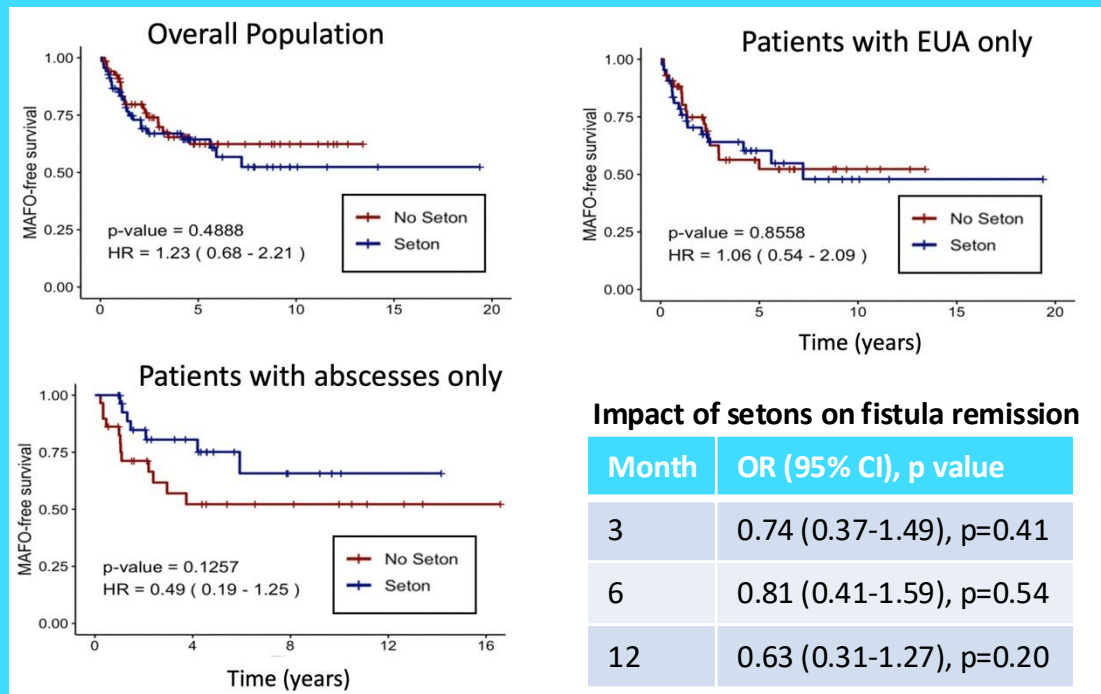 Overall Population
MAFO-free survival
1.00
0.75
0.50
0.25
0.00
p-value = 0.4888
HR = 1.23 ( 0.68 - 2.21 )
No Seton
Seton
0 5 10 15 20
Patients with EUA only
MAFO-free survival
1.00
0.75
0.50
0.25
0.00
p-value = 0.8558
HR = 1.06 ( 0.54 - 2.09 )
No Seton
Seton
0 5 10 15 20
Time (years)
Patients with abscesses only
MAFO-free survival
1.00
0.75
0.50
0.25
0.00
p-value = 0.1257
HR = 0.49 ( 0.19 - 1.25 )
No Seton
Seton
0 4 8 12 16
Time (years)
Impact of setons on fistula remission
Month OR (95% CI), p value
3 0.74 (0.37-1.49), p=0.41
6 0.81 (0.41-1.59), p=0.54
12 0.63 (0.31-1.27), p=0.20